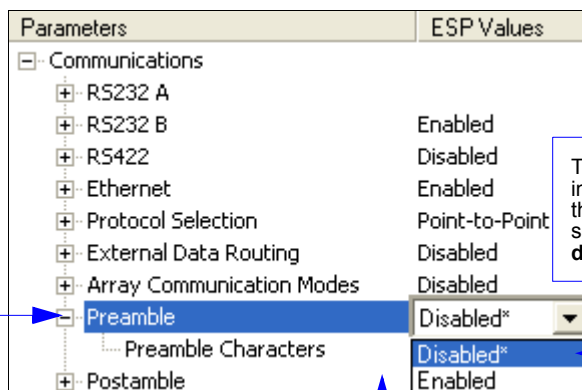 Parameters ESP Values
Communications
RS232 A
RS232 B Enabled
RS422 Disabled
Ethernet Enabled
Protocol Selection Point-to-Point
External Data Routing Disabled
Array Communication Modes Disabled
Preamble Disabled*
Preamble Characters Disabled*
Postamble Enabled